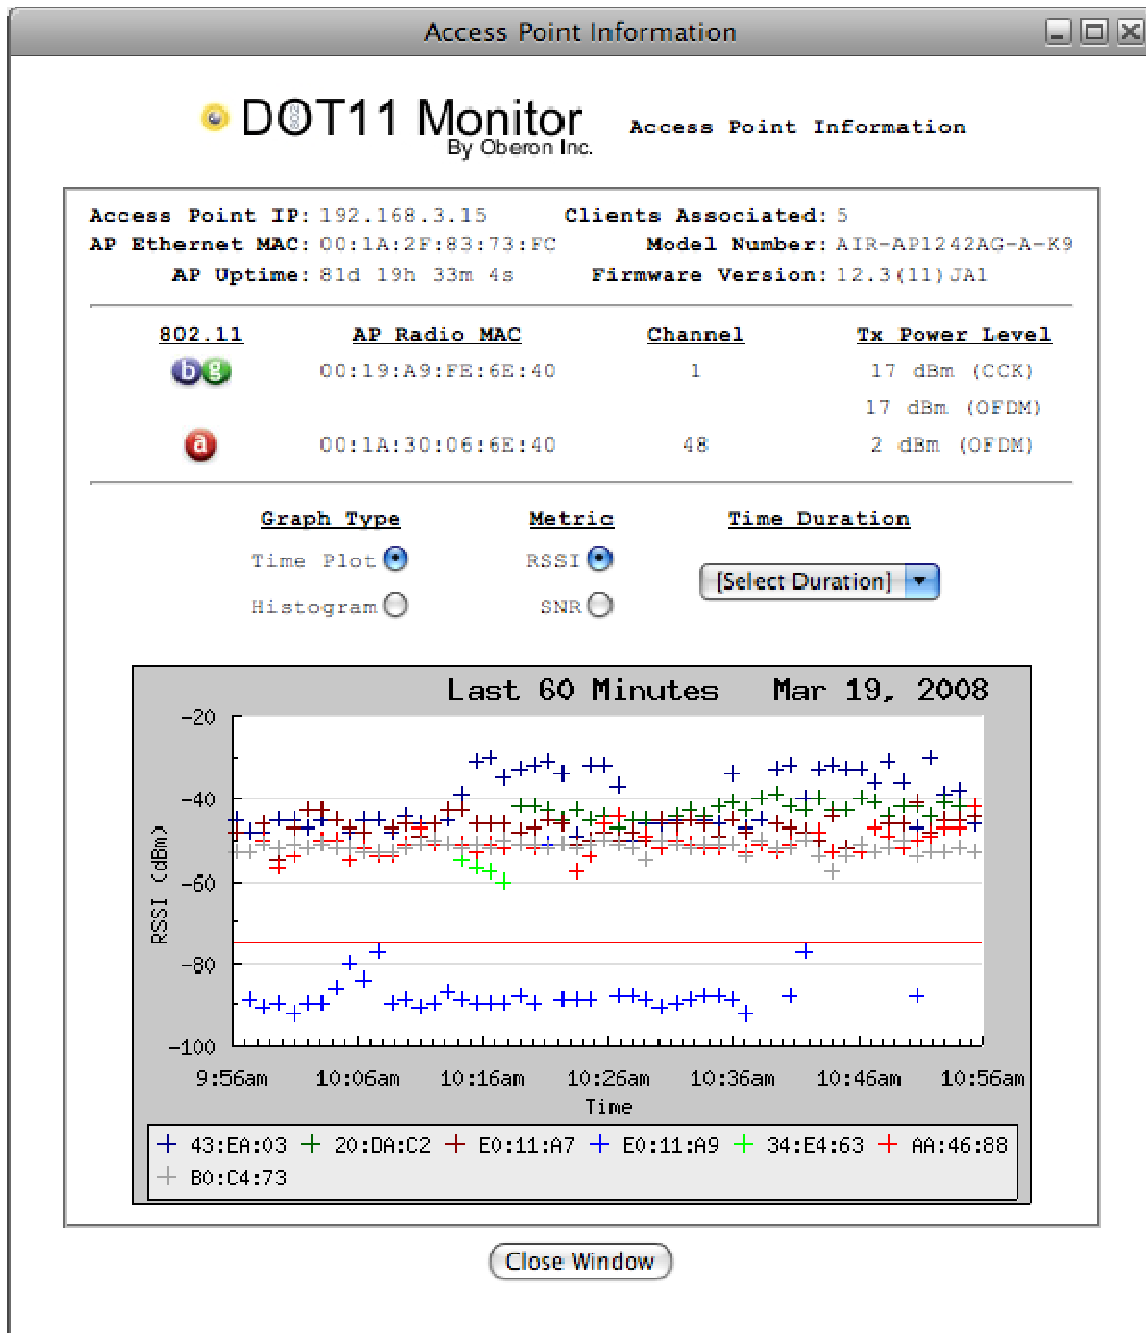 Access Point Information
DOT11 Monitor
By Oberon Inc.
Access Point Information
Access Point IP: 192.168.3.15 Clients Associated: 5
AP Ethernet MAC: 00:1A:2F:83:73:FC Model Number: AIR-AP1242AG-A-K9
AP Uptime: 81d 19h 33m 4s Firmware Version: 12.3(11)JA1
802.11 AP Radio MAC Channel Tx Power Level
b g 00:19:A9:FE:6E:40 1 17 dBm (CCK)
17 dBm (OFDM)
a 00:1A:30:06:6E:40 48 2 dBm (OFDM)
Graph Type Metric Time Duration
Time Plot RSSI [Select Duration]
Histogram SNR
Last 60 Minutes Mar 19, 2008
-20
-40
-60
-80
-100
RSSI (dBm)
9:56am 10:06am 10:16am 10:26am 10:36am 10:46am 10:56am
Time
43:EA:03 20:DA:C2 E0:11:A7 E0:11:A9 34:E4:63 AA:46:88
B0:C4:73
Close Window